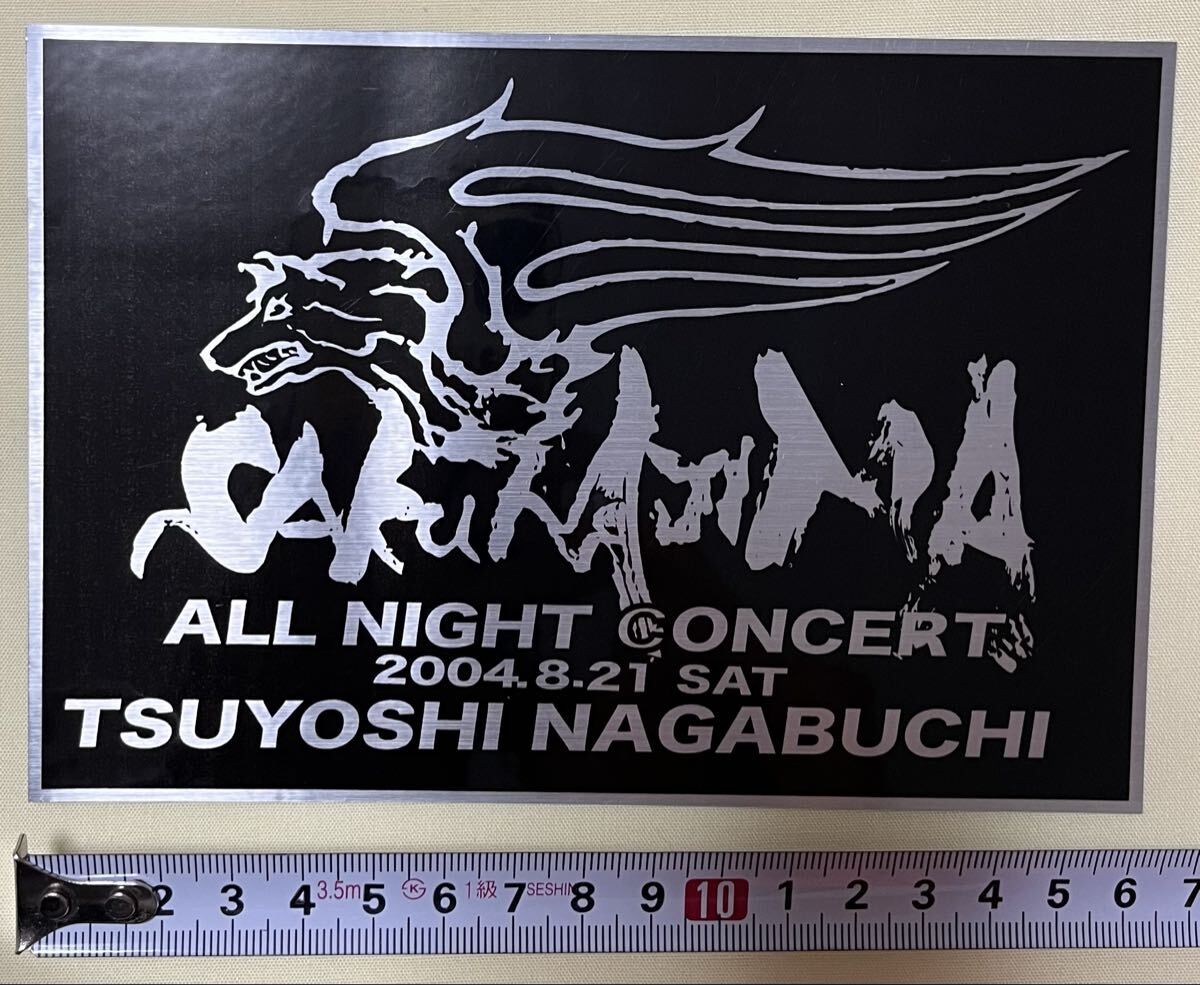 SAKURAJIMA
ALL NIGHT CONCERT
2004.8.21 SAT
TSUYOSHI NAGABUCHI
2 3 4 3.5m 5 K 6 1級 7 SESHIN 8 9 10 1 2 3 4 5 6 7